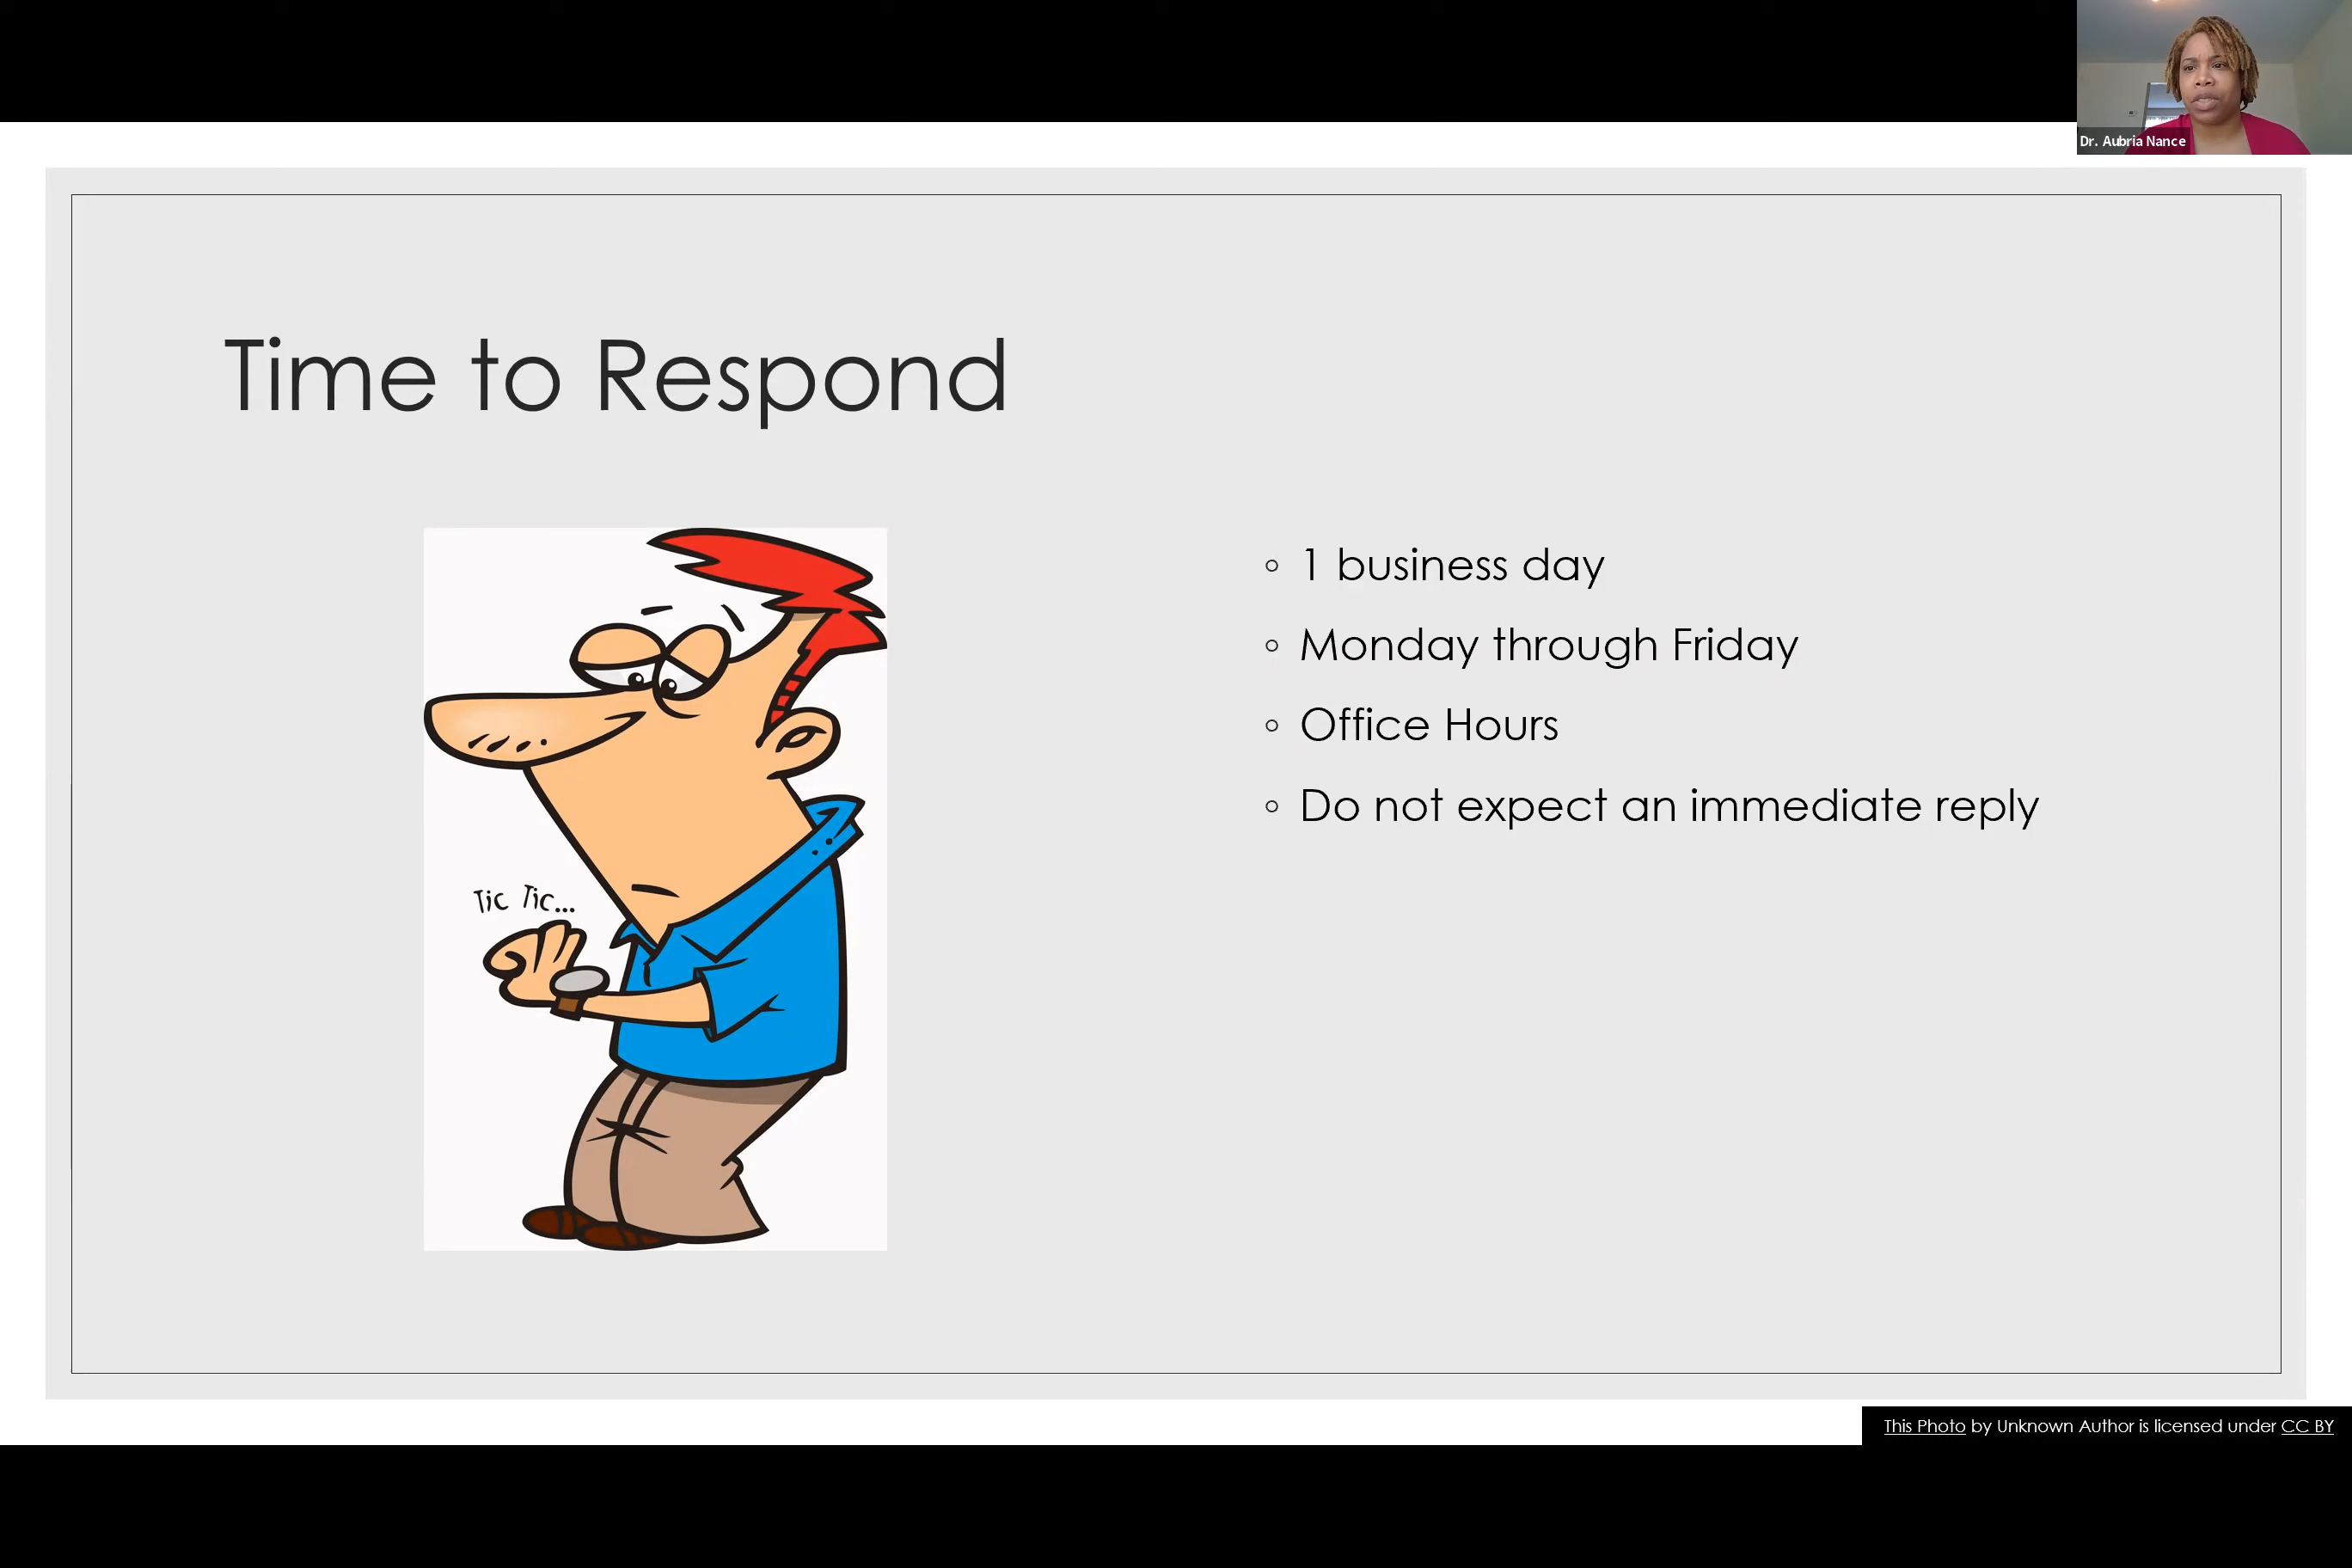 Dr. Aubria Nance
Time to Respond
Tic Tic...
◦ 1 business day
◦ Monday through Friday
◦ Office Hours
◦ Do not expect an immediate reply
This Photo by Unknown Author is licensed under CC BY